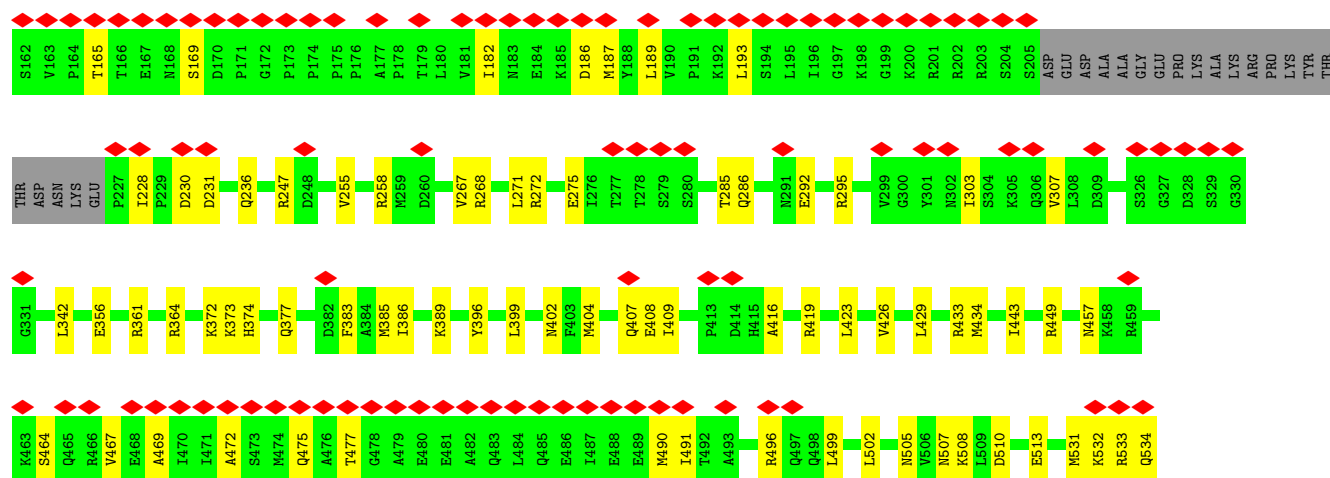 S162 V163 P164 T165 T166 E167 N168 S169 D170 P171 G172 P173 P174 P175 P176 A177 P178 T179 L180 V181 I182 N183 E184 K185 D186 M187 Y188 L189 V190 P191 K192 L193 S194 L195 I196 G197 K198 G199 K200 R201 R202 R203 S204 S205 ASP GLU ASP ALA ALA GLY GLU PRO LYS ALA LYS ARG PRO LYS TYR THR
THR ASP ASN LYS GLU P227 I228 P229 D230 D231 Q236 R247 D248 V255 R258 M259 D260 V267 R268 L271 R272 E275 I276 T277 T278 S279 S280 T285 Q286 N291 E292 R295 V299 G300 Y301 N302 I303 S304 K305 Q306 V307 L308 D309 S326 G327 D328 S329 G330
G331 L342 E356 R361 R364 K372 K373 H374 Q377 D382 F383 A384 M385 I386 K389 Y396 L399 N402 F403 M404 Q407 E408 I409 P413 D414 H415 A416 R419 L423 V426 L429 R433 M434 I443 R449 N457 K458 R459
K463 S464 Q465 R466 V467 E468 A469 I470 I471 A472 S473 M474 Q475 A476 T477 G478 A479 E480 E481 A482 Q483 L484 Q485 E486 I487 E488 E489 M490 I491 T492 A493 R496 Q497 Q498 L499 L502 N505 V506 N507 K508 L509 D510 E513 M531 K532 R533 Q534